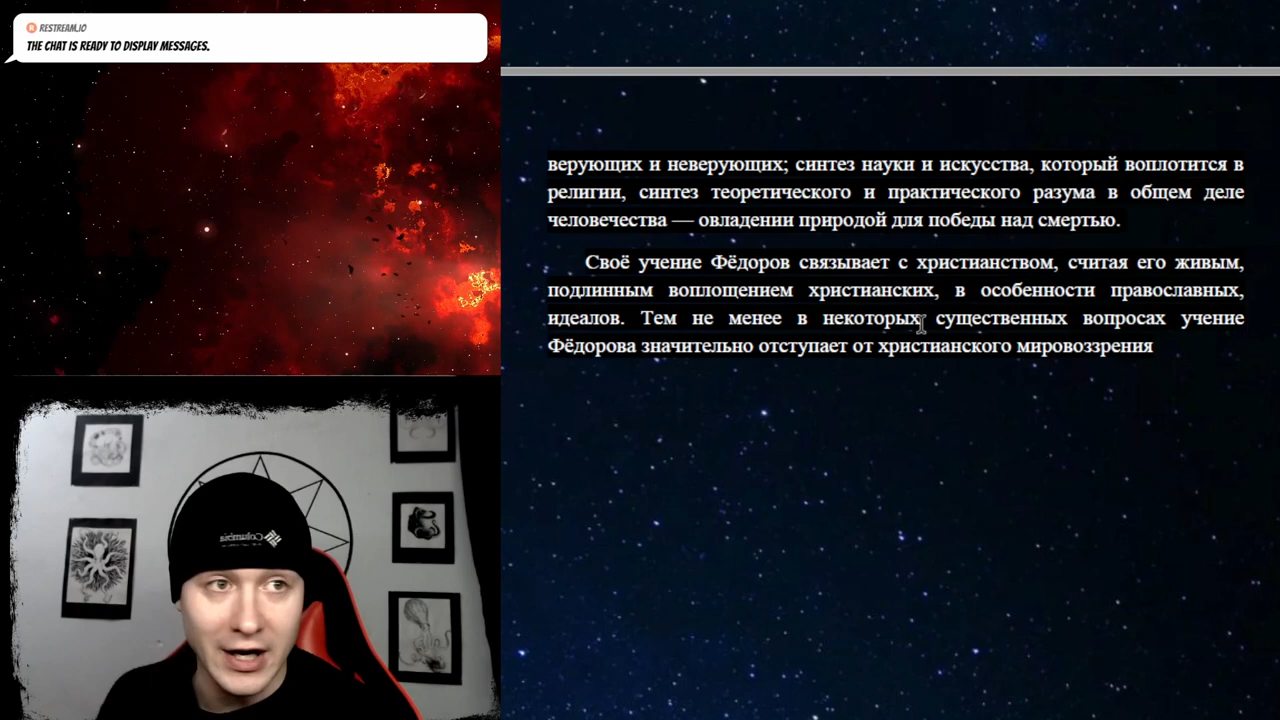 RESTREAM.IO
THE CHAT IS READY TO DISPLAY MESSAGES.
верующих и неверующих; синтез науки и искусства, который воплотится в
религии, синтез теоретического и практического разума в общем деле
человечества — овладении природой для победы над смертью.
Своё учение Фёдоров связывает с христианством, считая его живым,
подлинным воплощением христианских, в особенности православных,
идеалов. Тем не менее в некоторых существенных вопросах учение
Фёдорова значительно отступает от христианского мировоззрения
Columbia